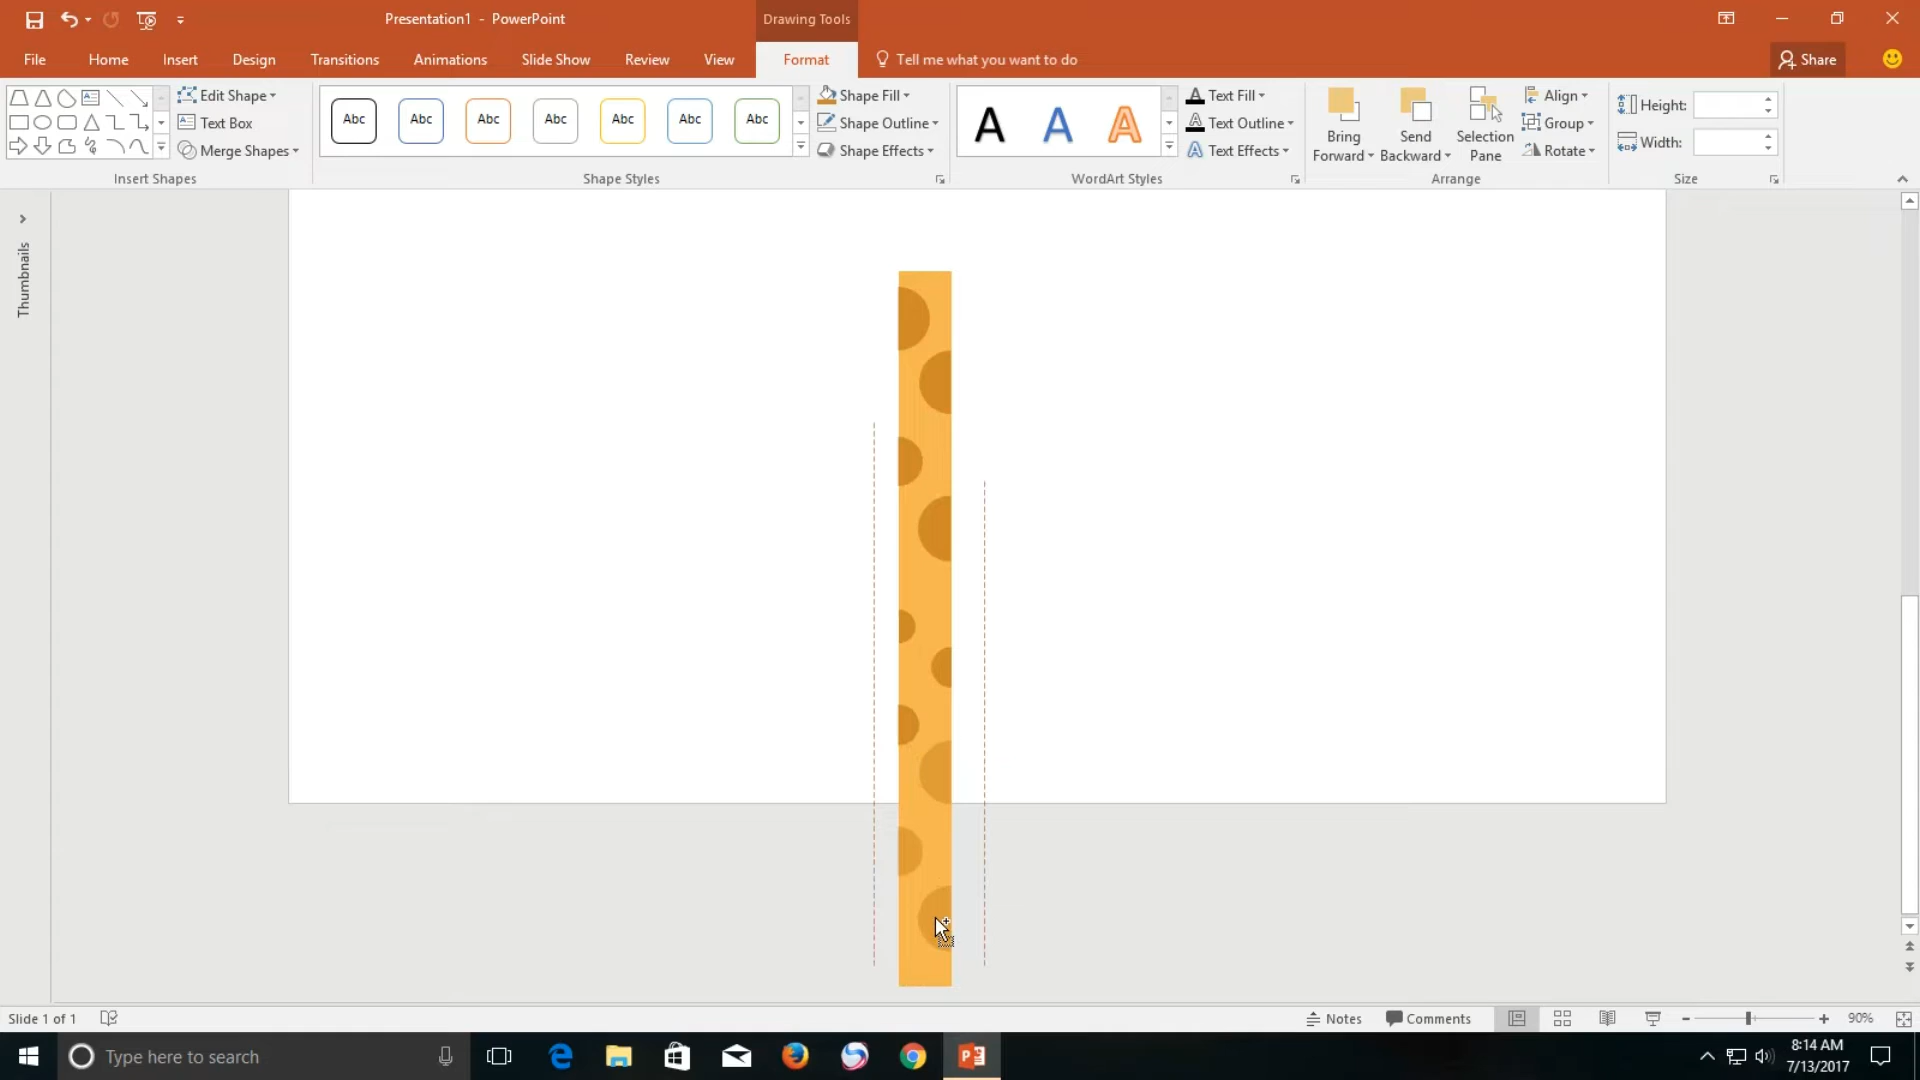 Presentation1 - PowerPoint
Drawing Tools
File
Home
Insert
Design
Transitions
Animations
Slide Show
Review
View
Format
Tell me what you want to do
Share
Edit Shape
Text Box
Merge Shapes
Insert Shapes
Abc
Abc
Abc
Abc
Abc
Abc
Abc
Shape Fill
Shape Outline
Shape Effects
Shape Styles
A
A
A
Text Fill
Text Outline
Text Effects
WordArt Styles
Bring
Forward
Send
Backward
Selection
Pane
Align
Group
Rotate
Arrange
Height:
Width:
Size
Thumbnails
Slide 1 of 1
Notes
Comments
90%
Type here to search
8:14 AM
7/13/2017